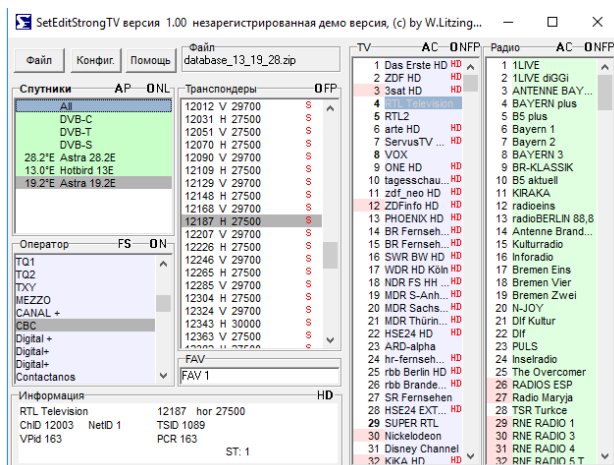 SetEditStrongTV версия 1.00 незарегистрированная демо версия, (c) by W.Litzing...
Файл Конфиг. Помощь
Файл
database_13_19_28.zip
Спутники A P O N L
All
DVB-C
DVB-T
DVB-S
28.2°E Astra 28.2E
13.0°E Hotbird 13E
19.2°E Astra 19.2E
Транспондеры O F P
12012 V 29700 S
12031 H 27500 S
12051 V 27500 S
12070 H 27500 S
12090 V 29700 S
12109 H 27500 S
12129 V 29700 S
12148 H 27500 S
12168 V 29700 S
12187 H 27500 S
12207 V 29700 S
12226 H 27500 S
12246 V 29700 S
12265 H 27500 S
12285 V 29700 S
12304 H 27500 S
12324 V 29700 S
12343 H 30000 S
12363 V 27500 S
Оператор F S O N
TQ1
TQ2
TXY
MEZZO
CANAL +
CBC
Digital +
Digital+
Digital+
Contactanos
FAV
FAV 1
Информация HD
RTL Television 12187 hor 27500
ChID 12003 NetID 1 TSID 1089
VPid 163 PCR 163
ST: 1
TV A C O N F P
1 Das Erste HD HD
2 ZDF HD HD
3 3sat HD HD
4 RTL Television
5 RTL2
6 arte HD HD
7 ServusTV ... HD
8 VOX
9 ONE HD HD
10 tagesschau... HD
11 zdf_neo HD HD
12 ZDFinfo HD HD
13 PHOENIX HD HD
14 BR Fernseh... HD
15 BR Fernseh... HD
16 SWR BW HD HD
17 WDR HD Köln HD
18 NDR FS HH ... HD
19 MDR S-Anh... HD
20 MDR Sachs... HD
21 MDR Thürin... HD
22 HSE24 HD HD
23 ARD-alpha
24 hr-fernseh... HD
25 rbb Berlin HD HD
26 rbb Brande... HD
27 SR Fernsehen
28 HSE24 EXT... HD
29 SUPER RTL
30 Nickelodeon
31 Disney Channel
32 KiKA HD HD
Радио A C O N F P
1 1LIVE
2 1LIVE diGGi
3 ANTENNE BAY...
4 BAYERN plus
5 B5 plus
6 Bayern 1
7 Bayern 2
8 BAYERN 3
9 BR-KLASSIK
10 B5 aktuell
11 KIRAKA
12 radioeins
13 radioBERLIN 88,8
14 Antenne Brand...
15 Kulturradio
16 Inforadio
17 Bremen Eins
18 Bremen Vier
19 Bremen Zwei
20 N-JOY
21 Dlf Kultur
22 Dlf
23 PULS
24 Inselradio
25 The Overcomer
26 RADIOS ESP
27 Radio Maryja
28 TSR Turkce
29 RNE RADIO 1
30 RNE RADIO 3
31 RNE RADIO 4
32 RNE RADIO 5 T